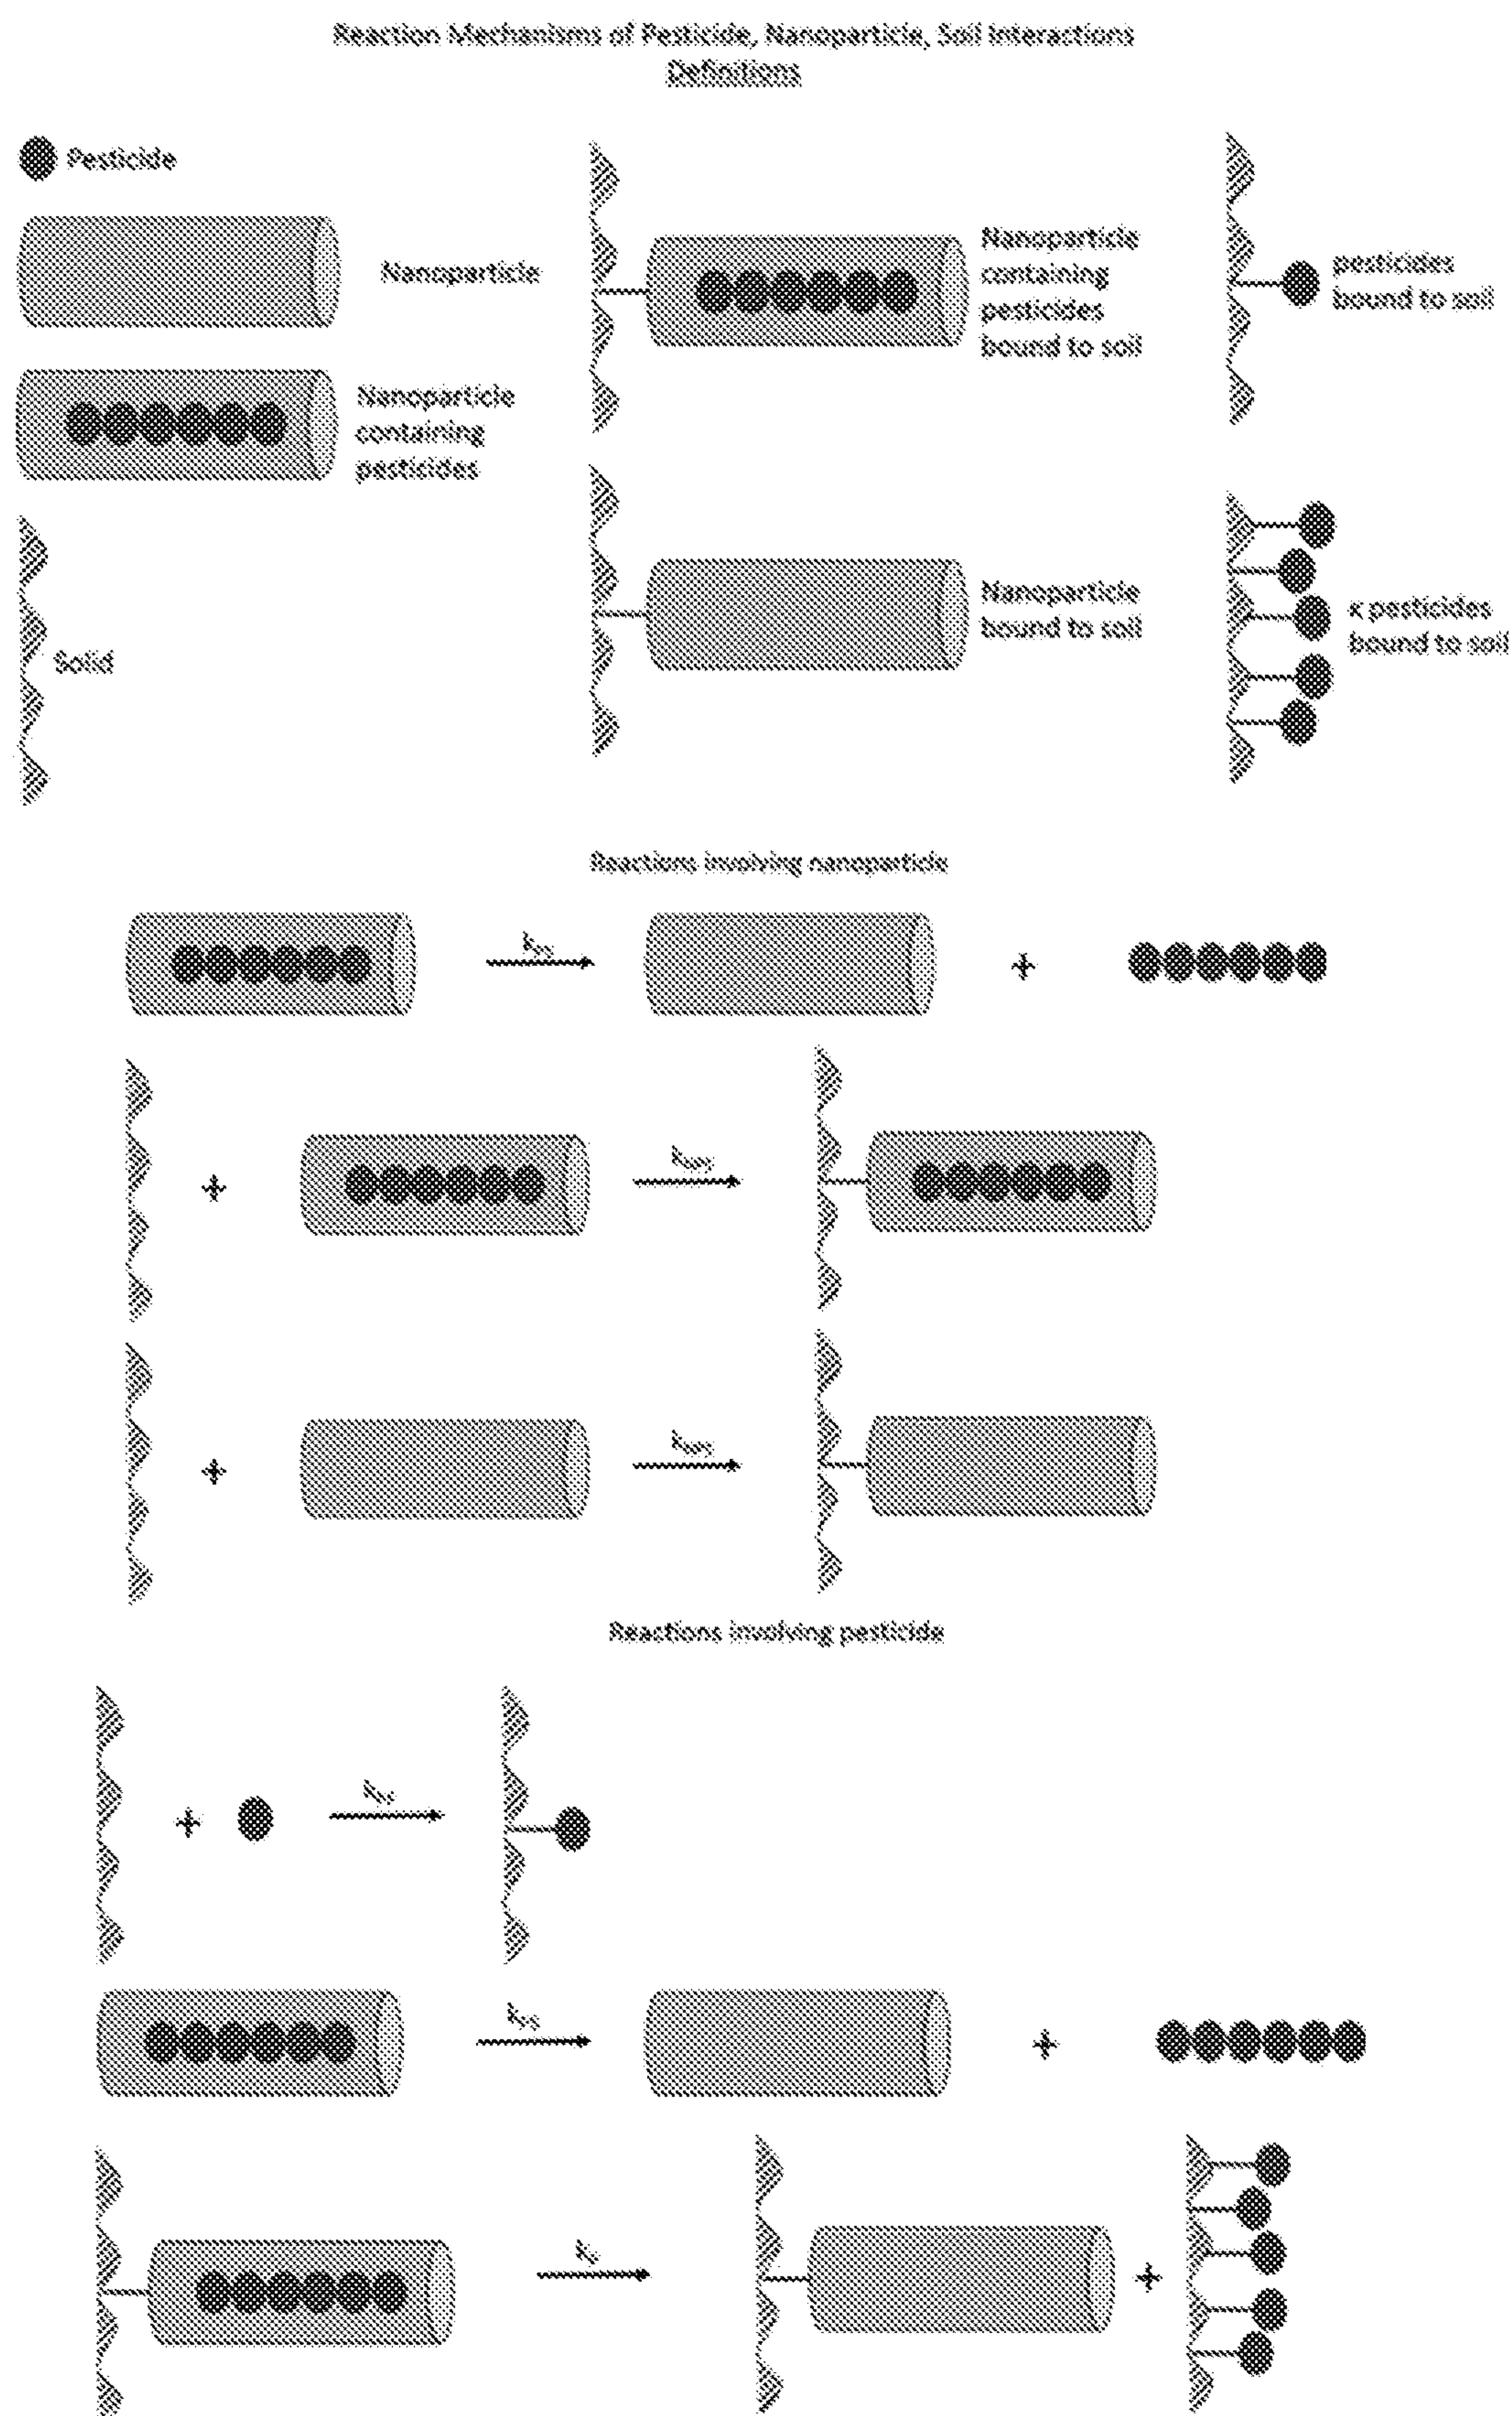 Reaction Mechanisms of Pesticide, Nanoparticle, Soil Interactions
Definitions
Pesticide
Nanoparticle
Nanoparticle
containing
pesticides
Solid
Nanoparticle
containing
pesticides
bound to soil
Nanoparticle
bound to soil
pesticides
bound to soil
κ pesticides
bound to soil
Reactions involving nanoparticle
+
+
+
Reactions involving pesticide
+
+
+